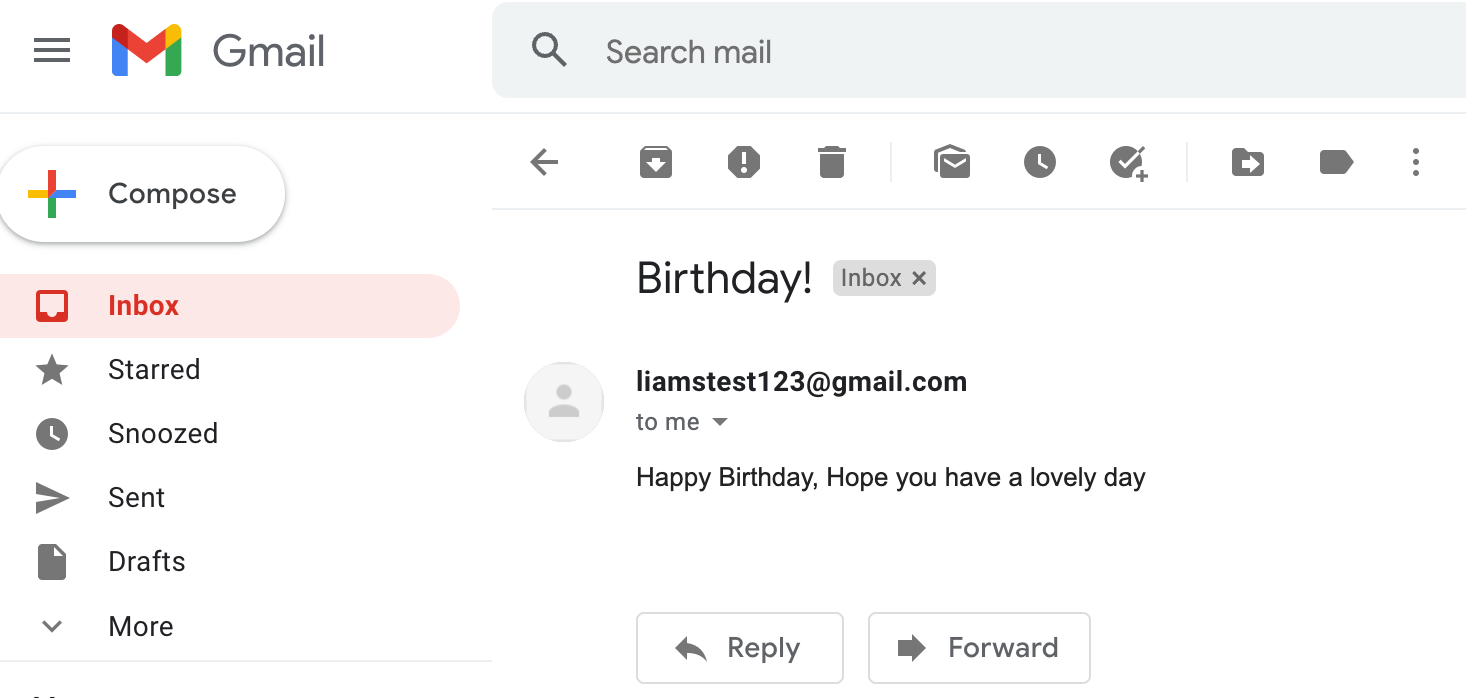 Gmail
Search mail
Compose
Inbox
Starred
Snoozed
Sent
Drafts
More
Birthday! Inbox ×
liamstest123@gmail.com
to me
Happy Birthday, Hope you have a lovely day
Reply Forward